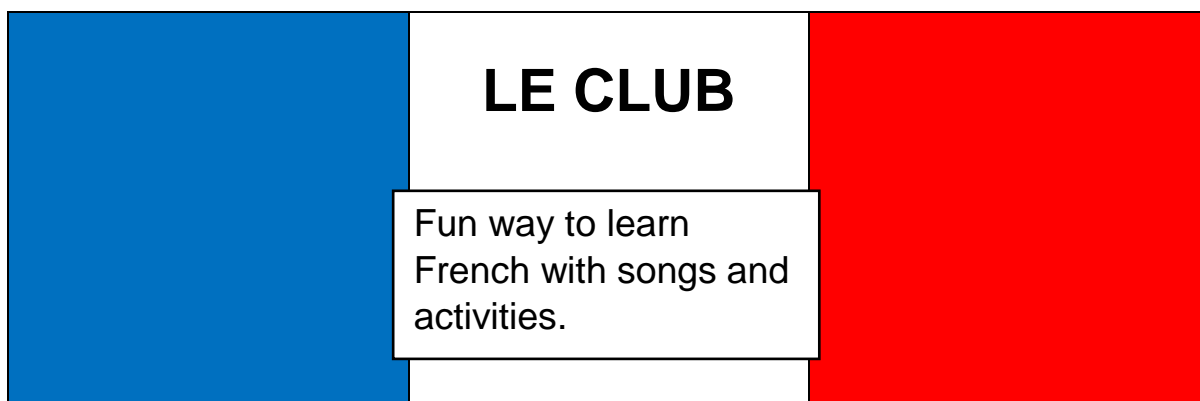 LE CLUB
Fun way to learn
French with songs and
activities.